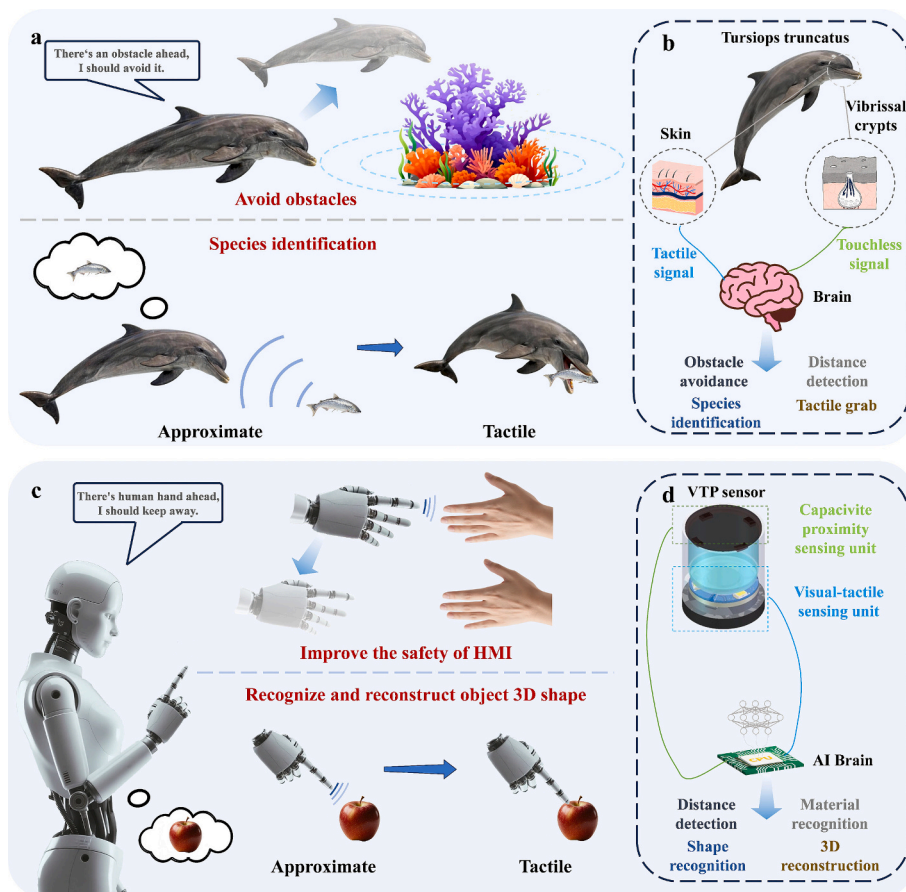 a
There's an obstacle ahead,
I should avoid it.
Avoid obstacles
Species identification
Approximate
Tactile
b
Tursiops truncatus
Skin
Vibrissal
crypts
Tactile
signal
Touchless
signal
Brain
Obstacle
avoidance
Distance
detection
Species
identification
Tactile grab
c
There's human hand ahead,
I should keep away.
Improve the safety of HMI
Recognize and reconstruct object 3D shape
Approximate
Tactile
d
VTP sensor
Capacivite
proximity
sensing unit
Visual-tactile
sensing unit
CPU
AI Brain
Distance
detection
Material
recognition
Shape
recognition
3D
reconstruction